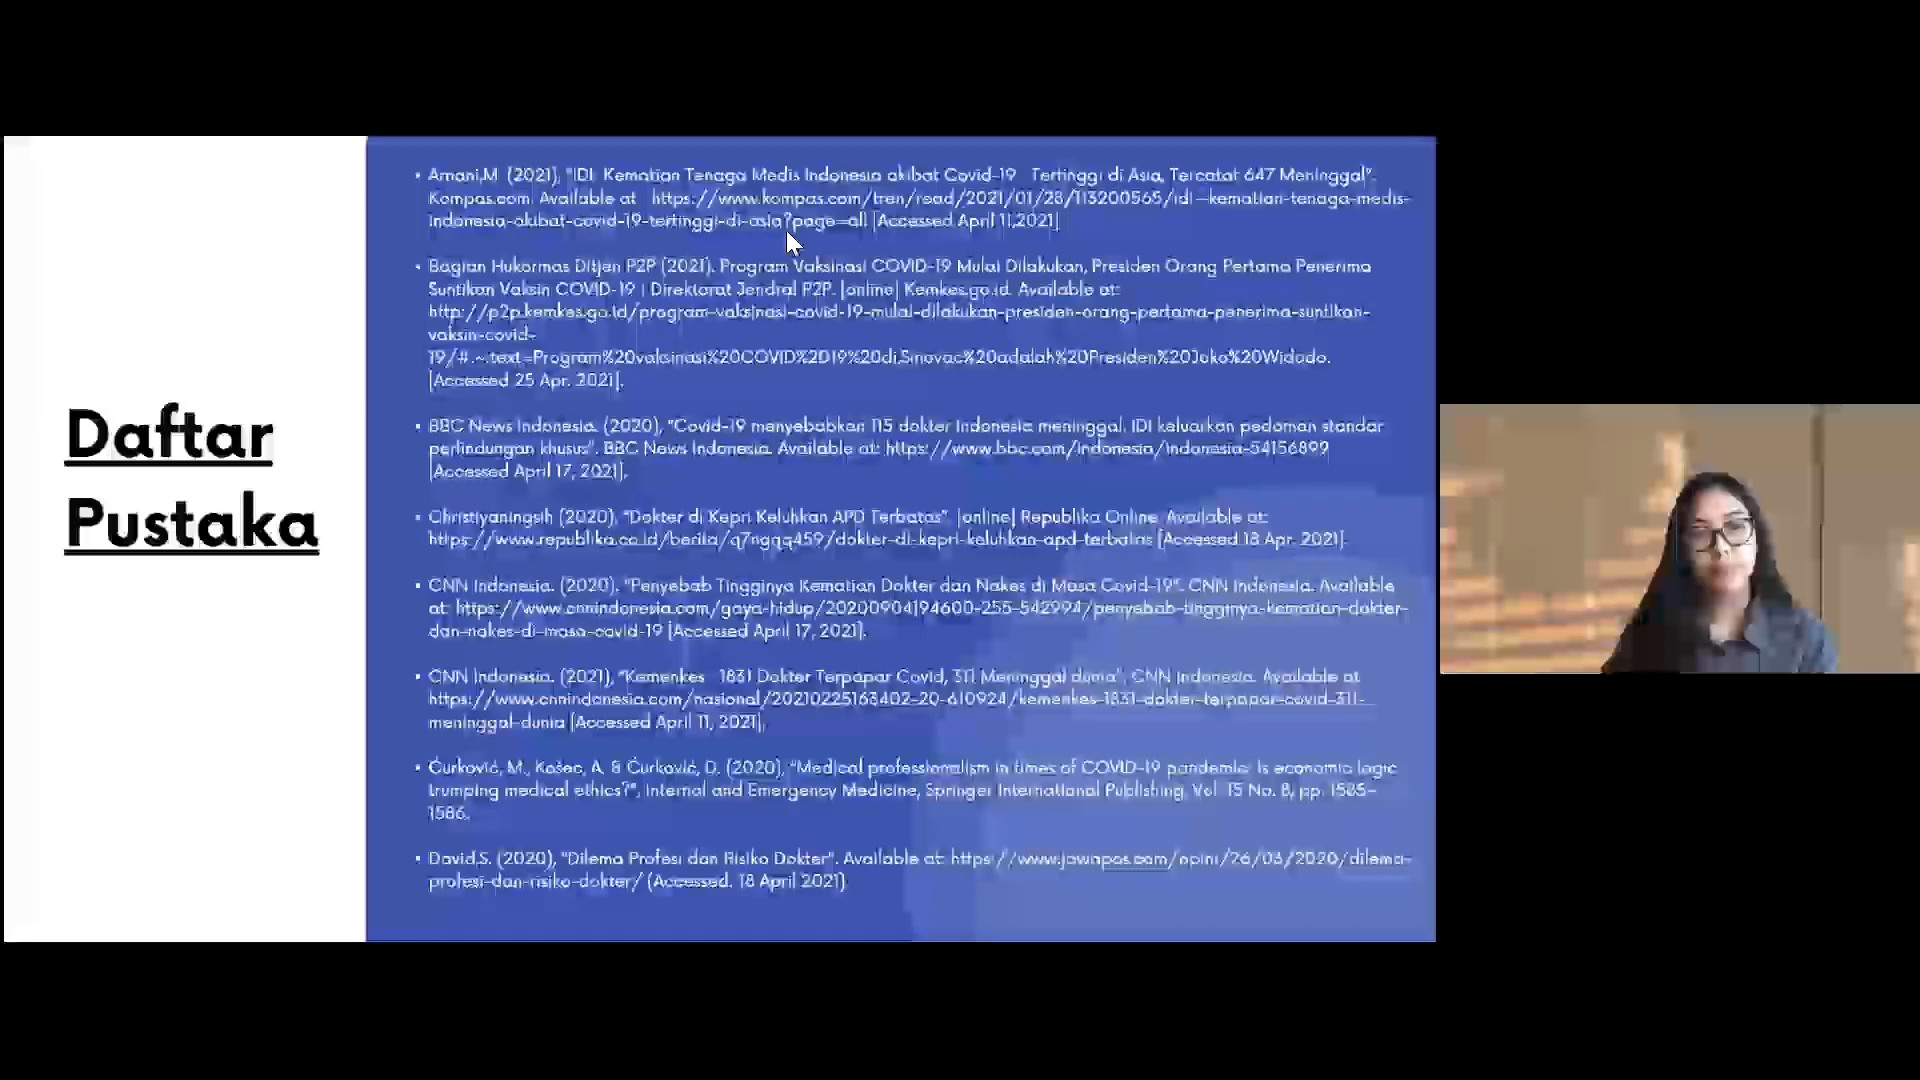 Daftar
Pustaka
• Amani,M. (2021), "IDI: Kematian Tenaga Medis Indonesia akibat Covid-19 Tertinggi di Asia, Tercatat 647 Meninggal".
Kompas.com. Available at: https://www.kompas.com/tren/read/2021/01/28/113200565/idi--kematian-tenaga-medis-
indonesia-akibat-covid-19-tertinggi-di-asia?page=all [Accessed April 11,2021].
• Bagian Hukormas Ditjen P2P (2021). Program Vaksinasi COVID-19 Mulai Dilakukan, Presiden Orang Pertama Penerima
Suntikan Vaksin COVID-19 | Direktorat Jendral P2P. [online] Kemkes.go.id. Available at:
http://p2p.kemkes.go.id/program-vaksinasi-covid-19-mulai-dilakukan-presiden-orang-pertama-penerima-suntikan-
vaksin-covid-
19/#:~:text=Program%20vaksinasi%20COVID%2D19%20di,Sinovac%20adalah%20Presiden%20Joko%20Widodo.
[Accessed 25 Apr. 2021].
• BBC News Indonesia. (2020), "Covid-19 menyebabkan 115 dokter Indonesia meninggal, IDI keluarkan pedoman standar
perlindungan khusus". BBC News Indonesia. Available at: https://www.bbc.com/indonesia/indonesia-54156899
[Accessed April 17, 2021].
• Christiyaningsih (2020), "Dokter di Kepri Keluhkan APD Terbatas". [online] Republika Online. Available at:
https://www.republika.co.id/berita/q7ngqq459/dokter-di-kepri-keluhkan-apd-terbatas [Accessed 18 Apr. 2021].
• CNN Indonesia. (2020). "Penyebab Tingginya Kematian Dokter dan Nakes di Masa Covid-19". CNN Indonesia. Available
at: https://www.cnnindonesia.com/gaya-hidup/20200904194600-255-542994/penyebab-tingginya-kematian-dokter-
dan-nakes-di-masa-covid-19 [Accessed April 17, 2021].
• CNN Indonesia. (2021), "Kemenkes: 1831 Dokter Terpapar Covid, 311 Meninggal dunia", CNN Indonesia. Available at
https://www.cnnindonesia.com/nasional/20210225163402-20-610924/kemenkes-1831-dokter-terpapar-covid-311-
meninggal-dunia [Accessed April 11, 2021].
• Ćurković, M., Košec, A. & Ćurković, D. (2020), "Medical professionalism in times of COVID-19 pandemic: is economic logic
trumping medical ethics?", Internal and Emergency Medicine, Springer International Publishing, Vol. 15 No. 8, pp. 1585–
1586.
• David,S. (2020), "Dilema Profesi dan Risiko Dokter". Available at: https://www.jawapos.com/opini/26/03/2020/dilema-
profesi-dan-risiko-dokter/ (Accessed: 18 April 2021)